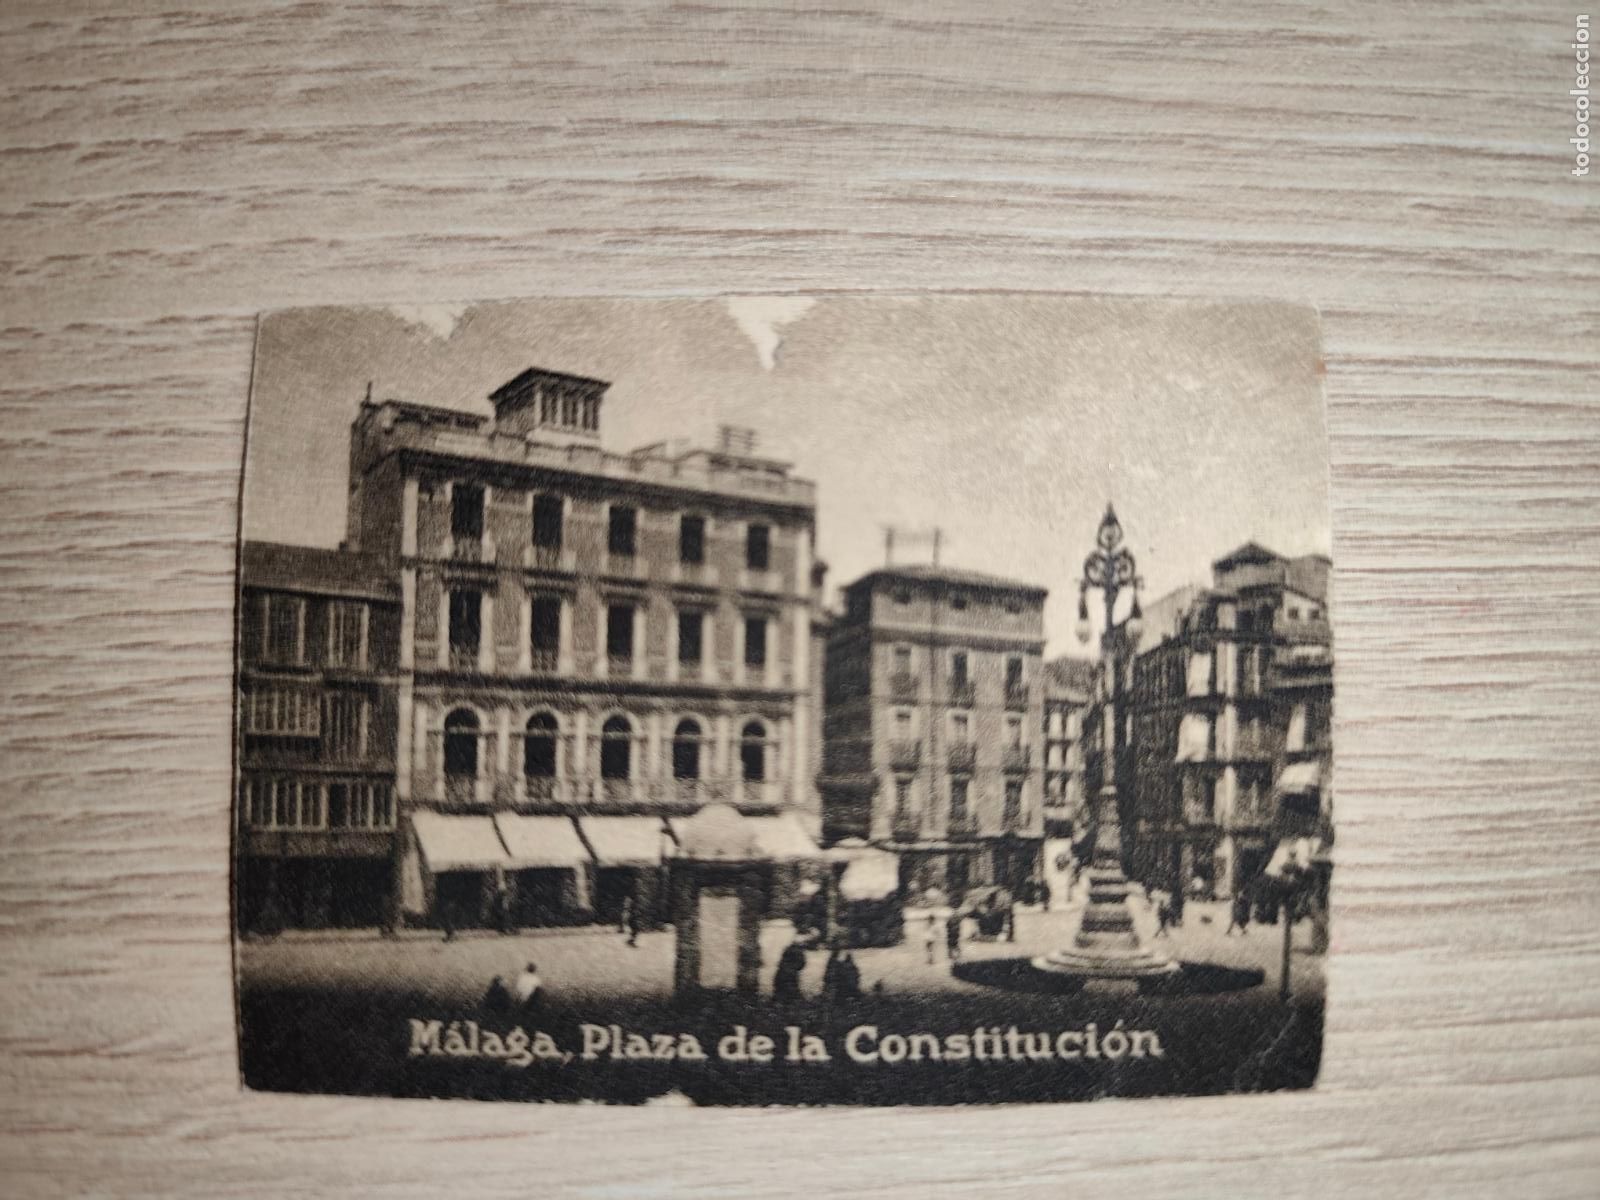 todocoleccion
Málaga, Plaza de la Constitución